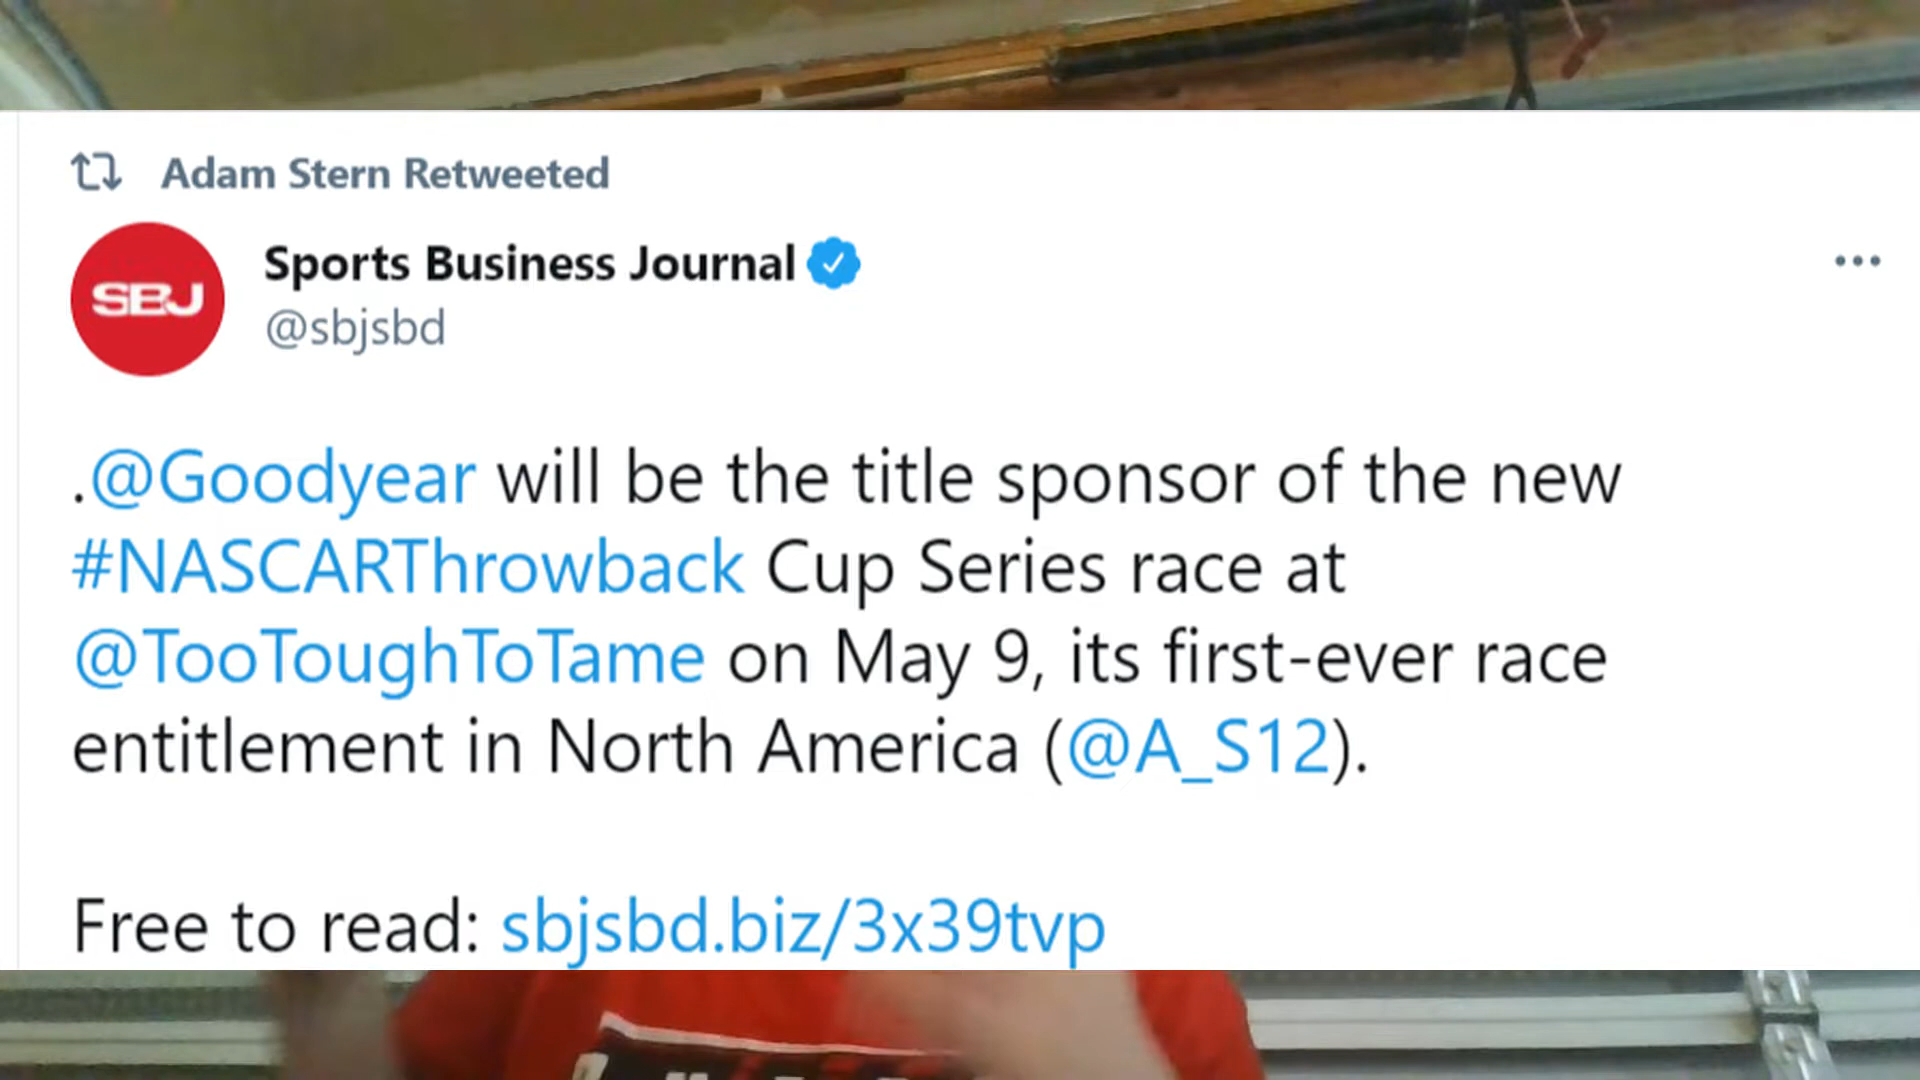 Adam Stern Retweeted
SBJ
Sports Business Journal
@sbjsbd
.@Goodyear will be the title sponsor of the new
#NASCARThrowback Cup Series race at
@TooToughToTame on May 9, its first-ever race
entitlement in North America (@A_S12).
Free to read: sbjsbd.biz/3x39tvp